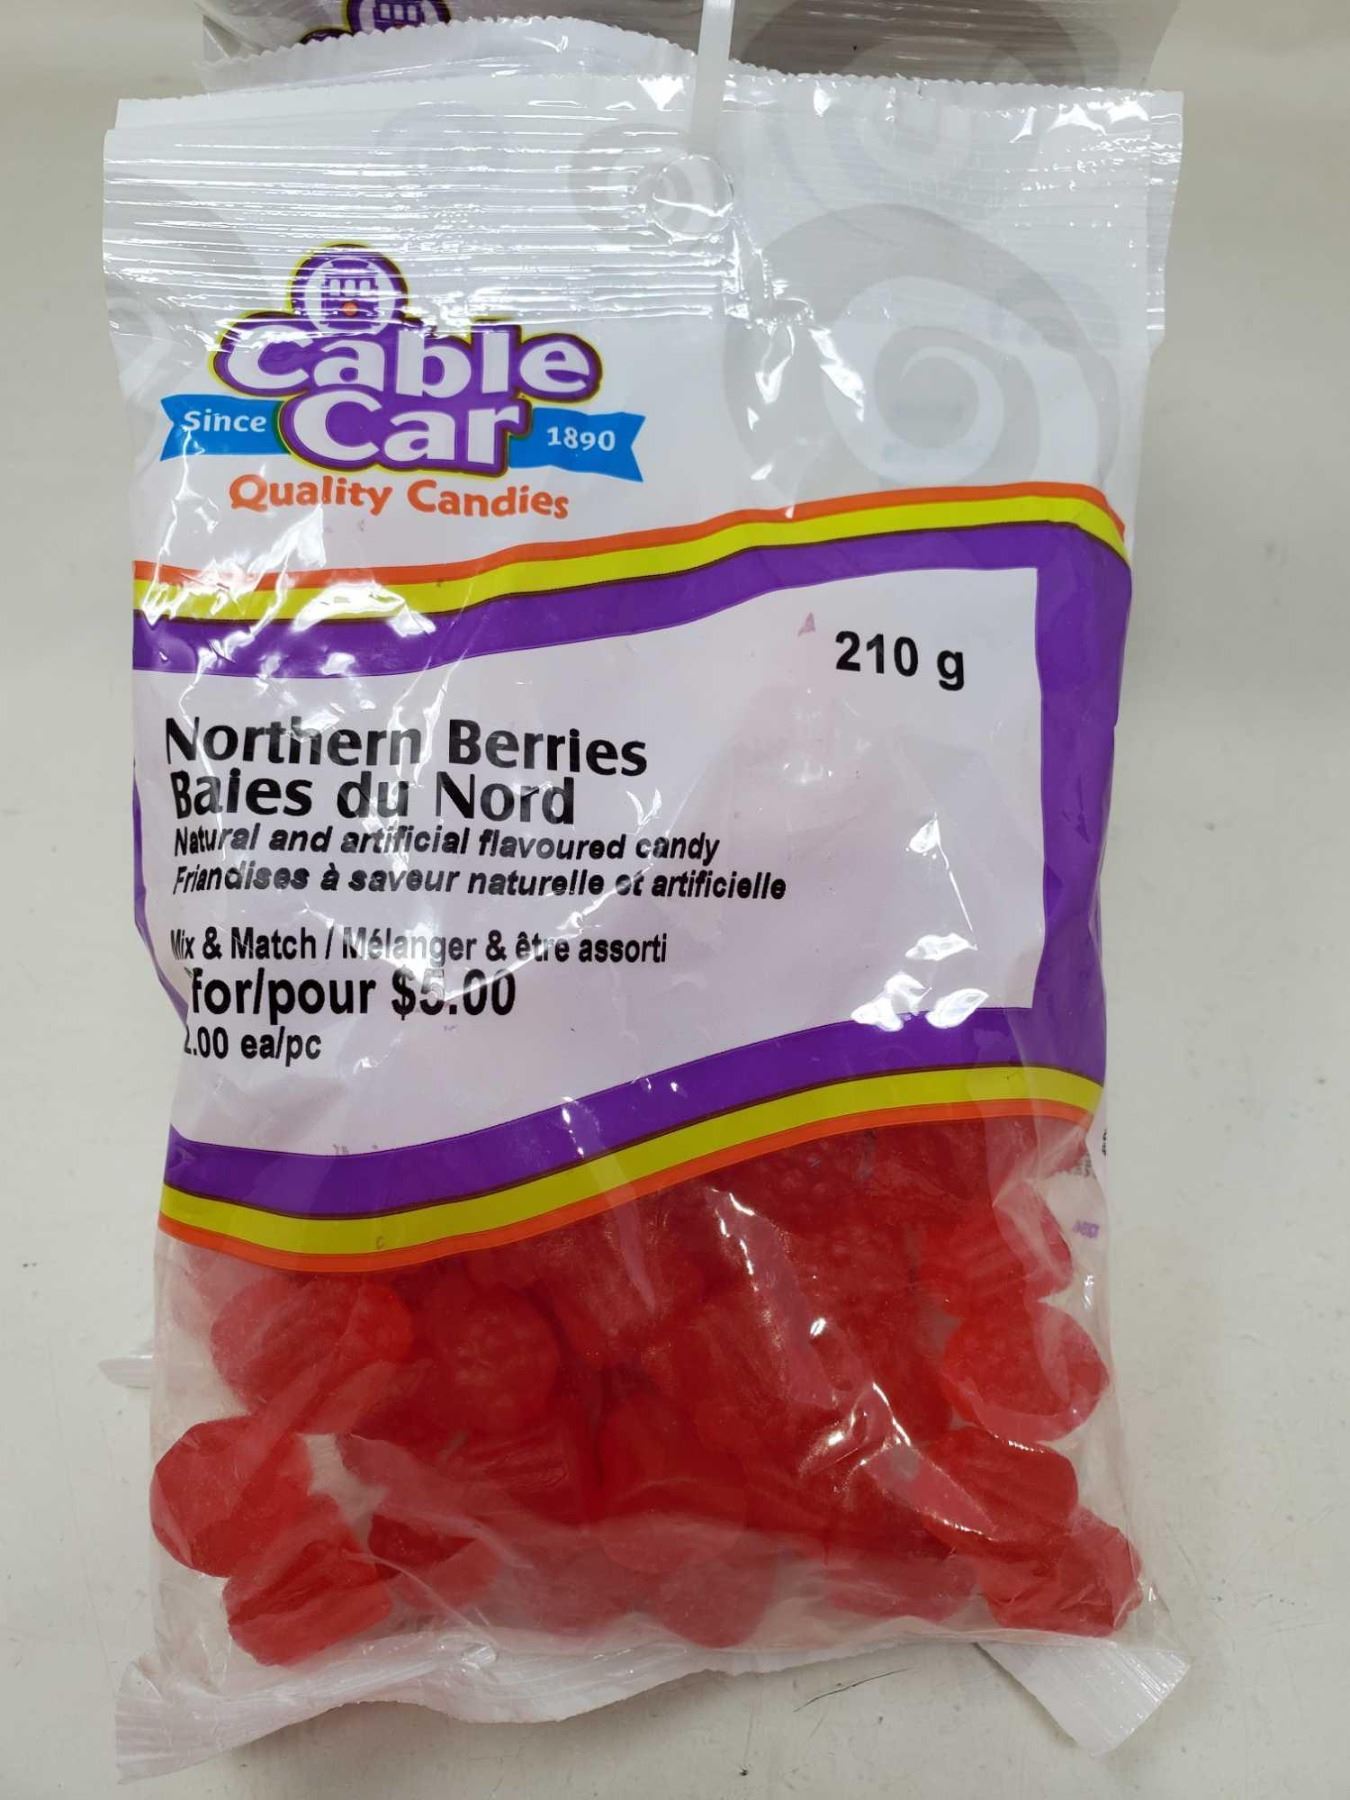 Cable
Car
Since 1890
Quality Candies
210 g
Northern Berries
Baies du Nord
Natural and artificial flavoured candy
Friandises à saveur naturelle et artificielle
Mix & Match / Mélanger & être assorti
for/pour $5.00
2.00 ea/pc